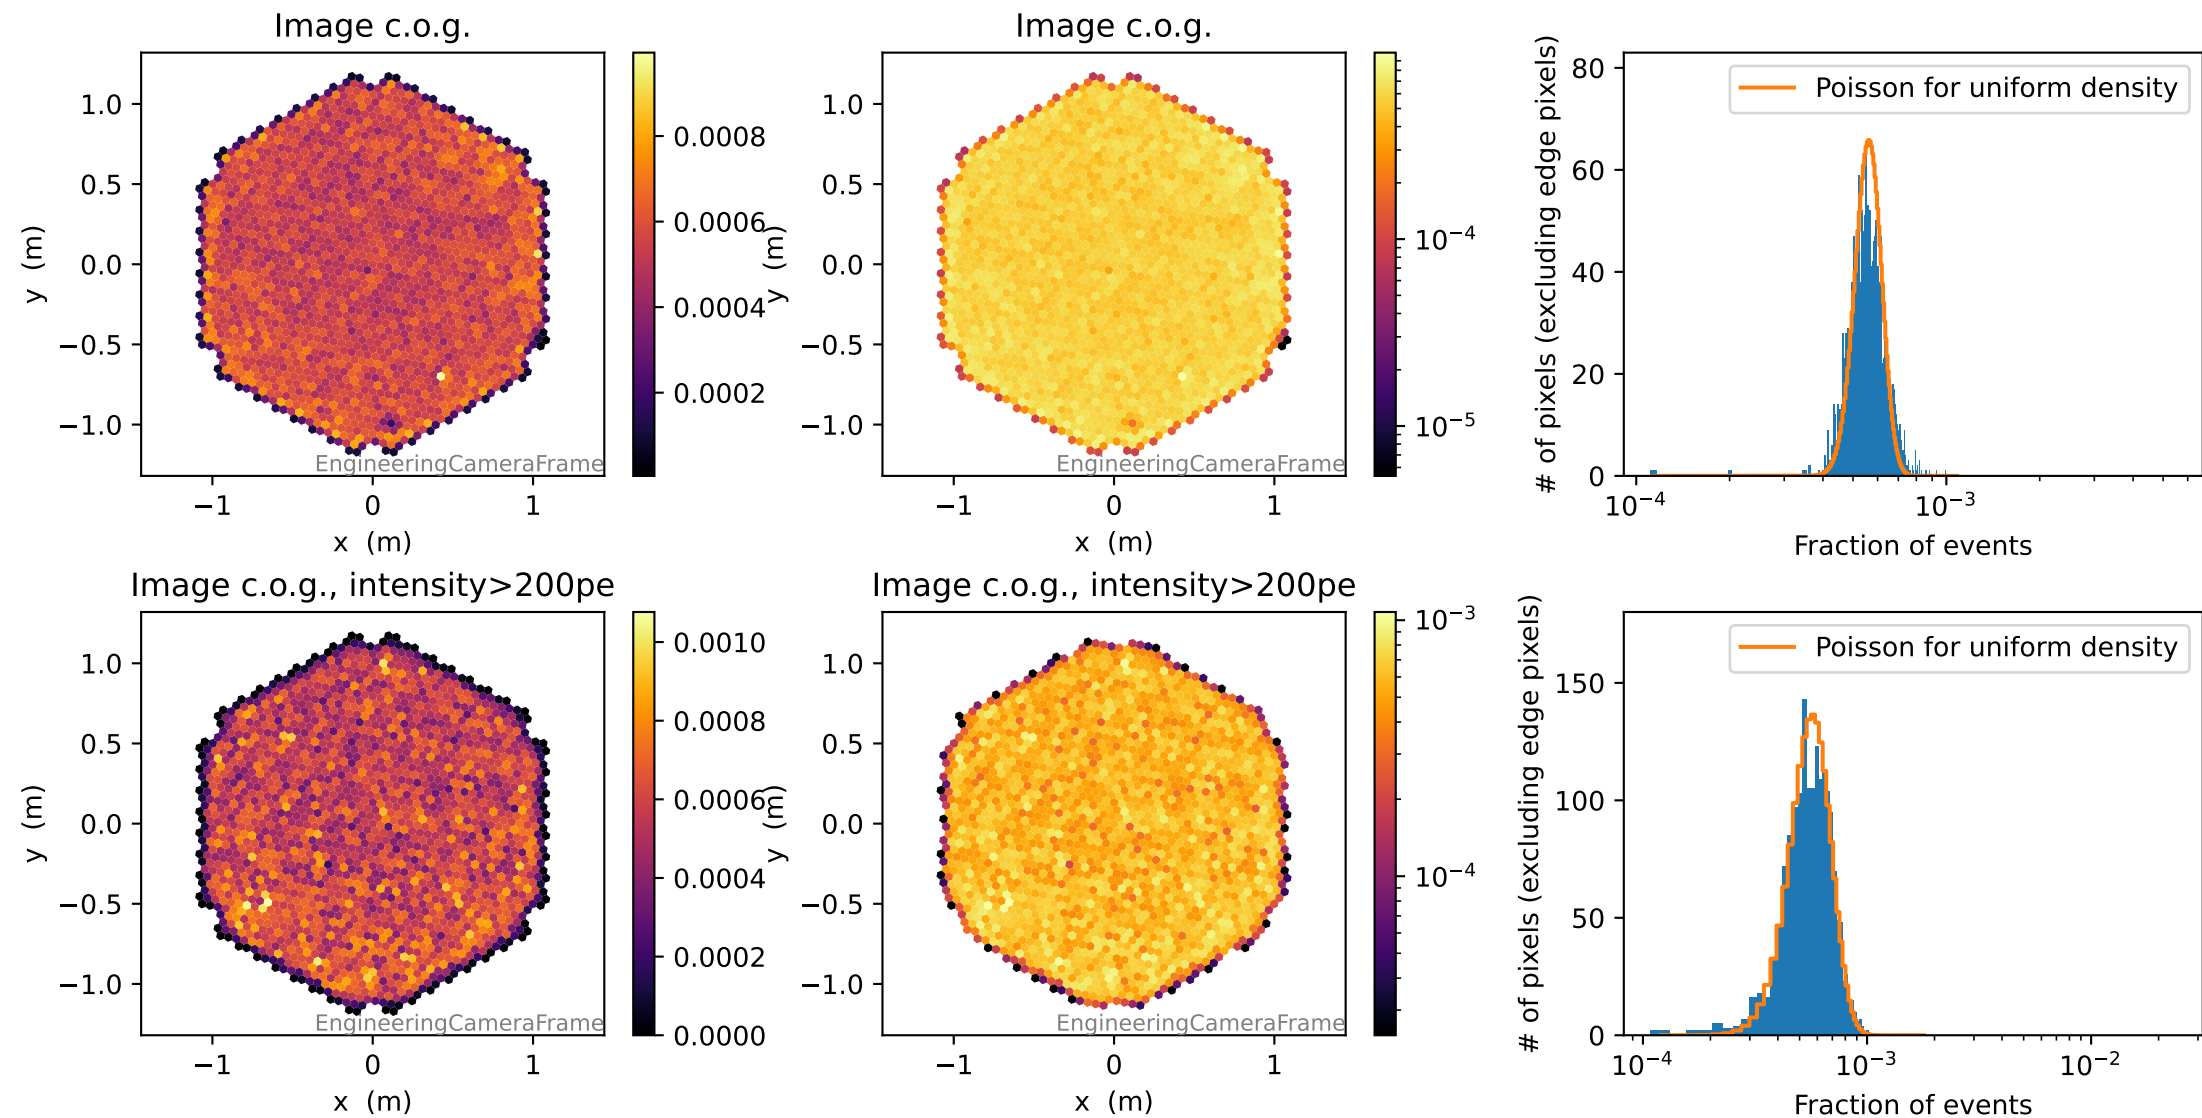 Image c.o.g.
1.0
0.5
0.0
−0.5
−1.0
y (m)
−1 0 1
x (m)
EngineeringCameraFrame
0.0008
0.0006
0.0004
0.0002
Image c.o.g.
1.0
0.5
0.0
−0.5
−1.0
y (m)
−1 0 1
x (m)
EngineeringCameraFrame
10−4
10−5
Poisson for uniform density
80
60
40
20
0
# of pixels (excluding edge pixels)
10−4 10−3
Fraction of events
Image c.o.g., intensity>200pe
1.0
0.5
0.0
−0.5
−1.0
y (m)
−1 0 1
x (m)
EngineeringCameraFrame
0.0010
0.0008
0.0006
0.0004
0.0002
0.0000
Image c.o.g., intensity>200pe
1.0
0.5
0.0
−0.5
−1.0
y (m)
−1 0 1
x (m)
EngineeringCameraFrame
10−3
10−4
Poisson for uniform density
150
100
50
0
# of pixels (excluding edge pixels)
10−4 10−3 10−2
Fraction of events